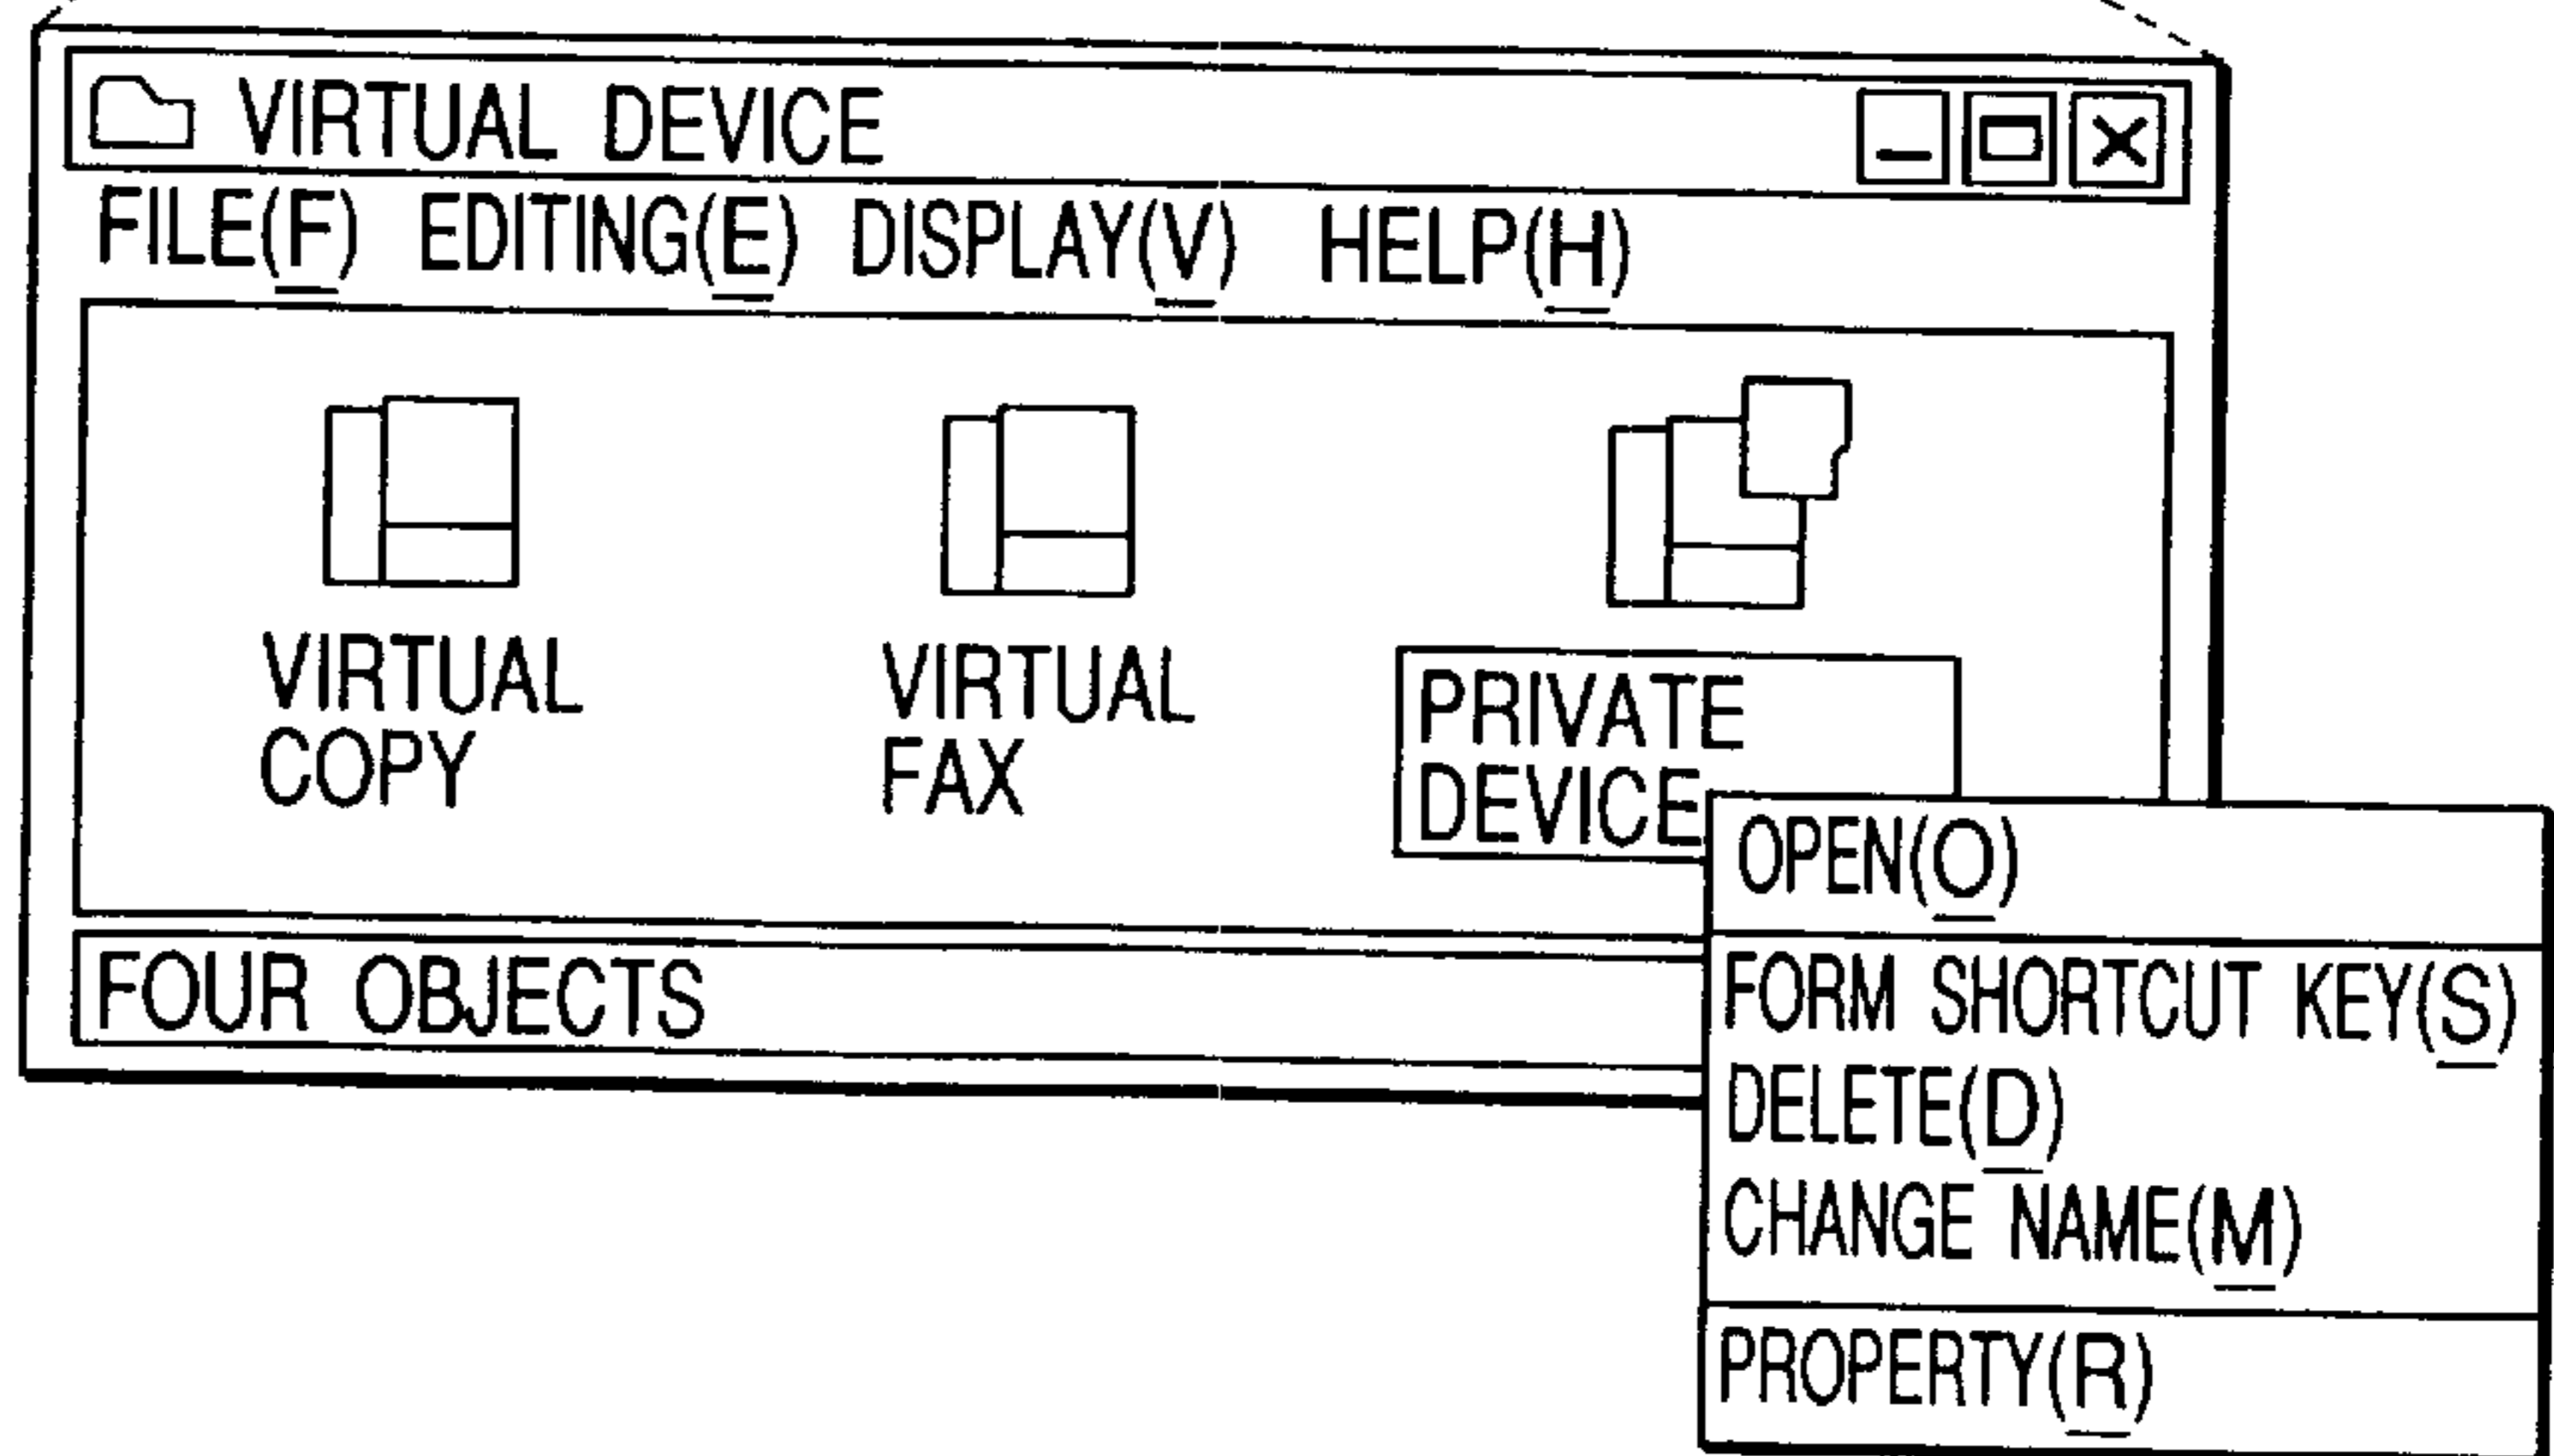 VIRTUAL DEVICE
FILE(F) EDITING(E) DISPLAY(V) HELP(H)
VIRTUAL
COPY
VIRTUAL
FAX
PRIVATE
DEVICE
OPEN(O)
FORM SHORTCUT KEY(S)
DELETE(D)
CHANGE NAME(M)
PROPERTY(R)
FOUR OBJECTS